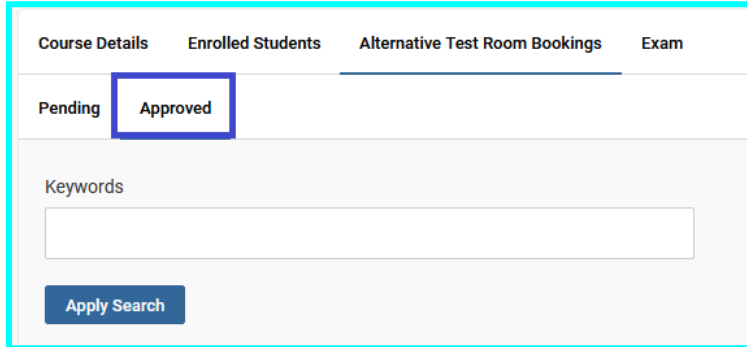 Course Details Enrolled Students Alternative Test Room Bookings Exam
Pending Approved
Keywords
Apply Search